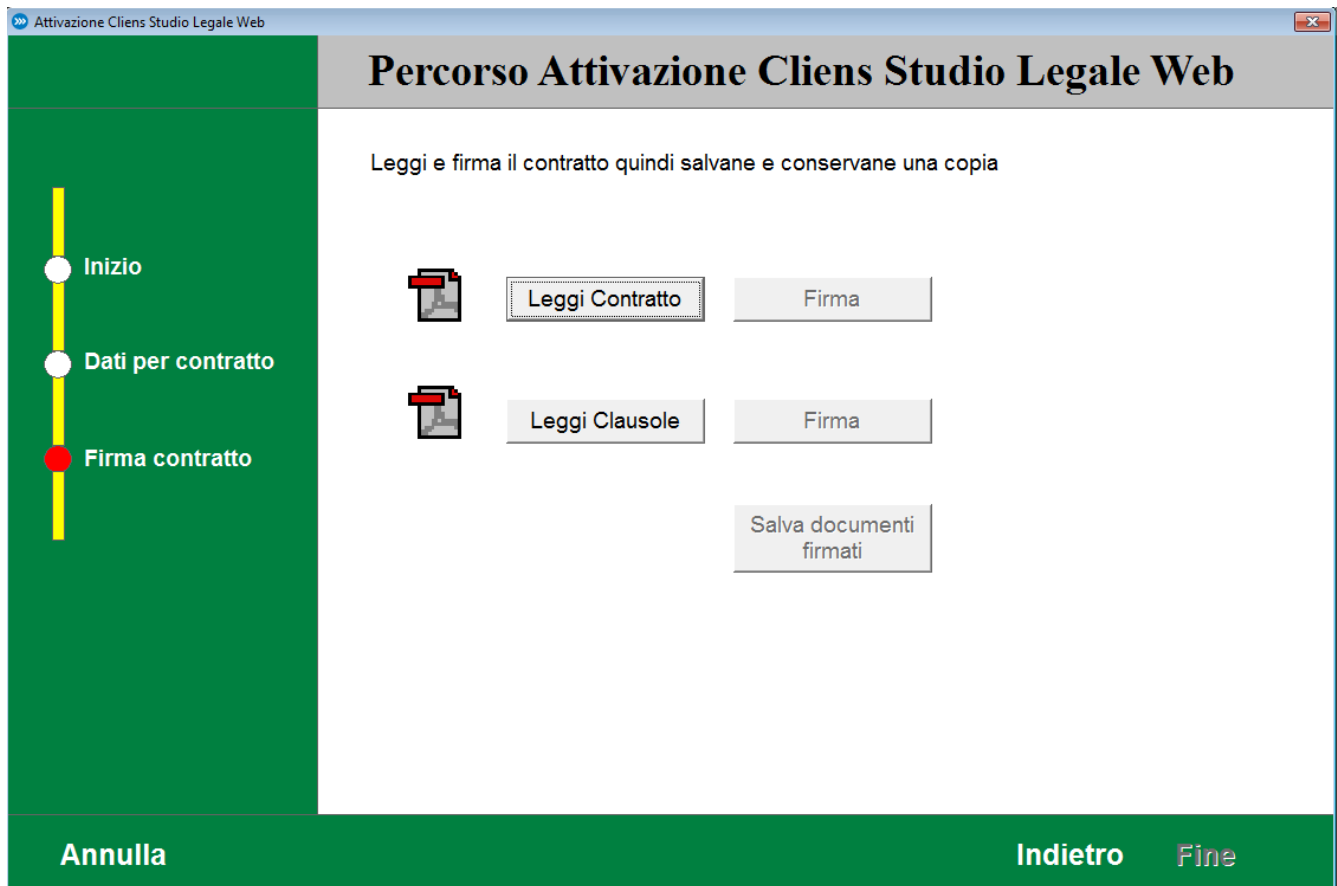 Attivazione Cliens Studio Legale Web
Percorso Attivazione Cliens Studio Legale Web
Leggi e firma il contratto quindi salvane e conservane una copia
Inizio
Dati per contratto
Firma contratto
Leggi Contratto
Firma
Leggi Clausole
Firma
Salva documenti
firmati
Annulla
Indietro
Fine